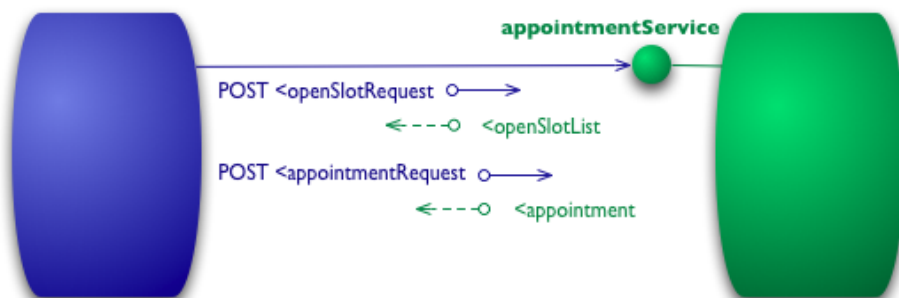 appointmentService
POST <openSlotRequest
<openSlotList
POST <appointmentRequest
<appointment